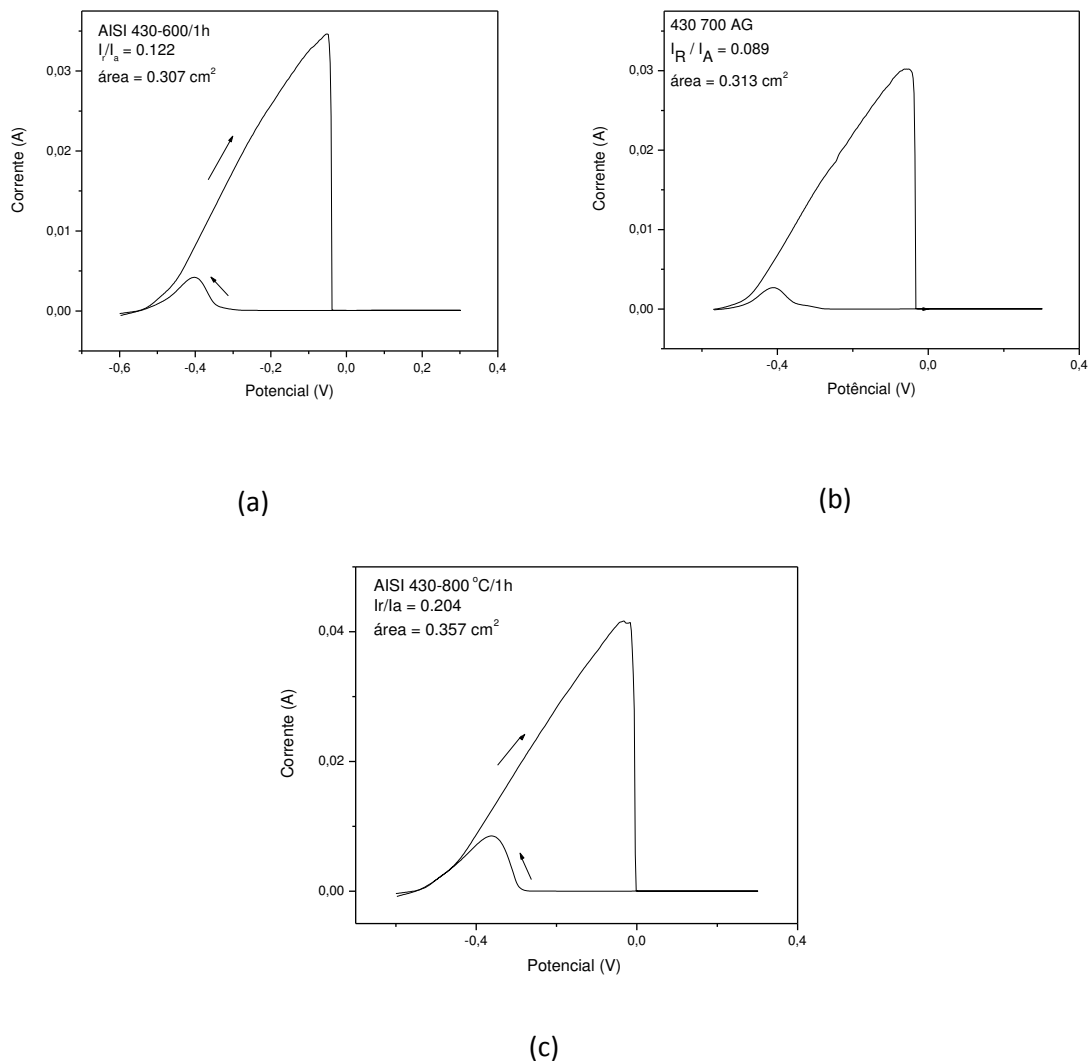 AISI 430-600/1h
I_r/I_a = 0.122
área = 0.307 cm²
0,03
0,02
0,01
0,00
Corrente (A)
-0,6
-0,4
-0,2
0,0
0,2
0,4
Potencial (V)
(a)
430 700 AG
I_R / I_A = 0.089
área = 0.313 cm²
0,03
0,02
0,01
0,00
Corrente (A)
-0,4
0,0
0,4
Potêncial (V)
(b)
AISI 430-800 °C/1h
Ir/Ia = 0.204
área = 0.357 cm²
0,04
0,02
0,00
Corrente (A)
-0,4
0,0
0,4
Potencial (V)
(c)